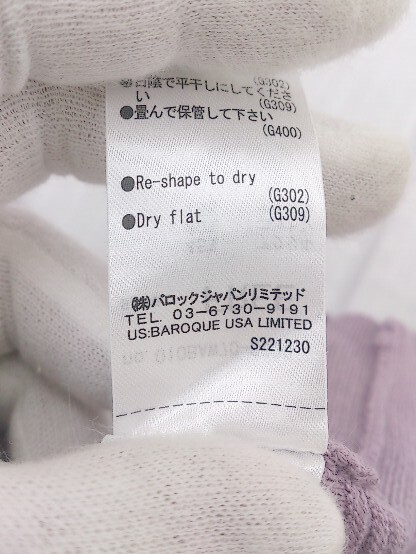 (G302)
日陰で平干しにしてくださ
い
(G309)
●畳んで保管して下さい
(G400)
●Re-shape to dry
(G302)
●Dry flat
(G309)
㈱バロックジャパンリミテッド
TEL. 03-6730-9191
US:BAROQUE USA LIMITED
S221230